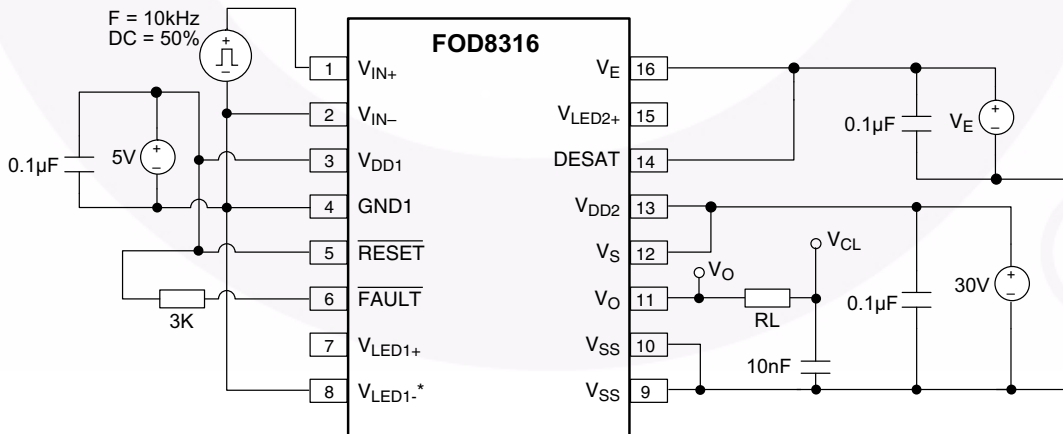 F = 10kHz
DC = 50%
FOD8316
1 V_IN+
2 V_IN–
3 V_DD1
4 GND1
5 RESET
6 FAULT
7 V_LED1+
8 V_LED1-*
V_E 16
V_LED2+ 15
DESAT 14
V_DD2 13
V_S 12
V_O 11
V_SS 10
V_SS 9
0.1µF
5V
3K
0.1µF
V_E
V_O
V_CL
RL
10nF
0.1µF
30V